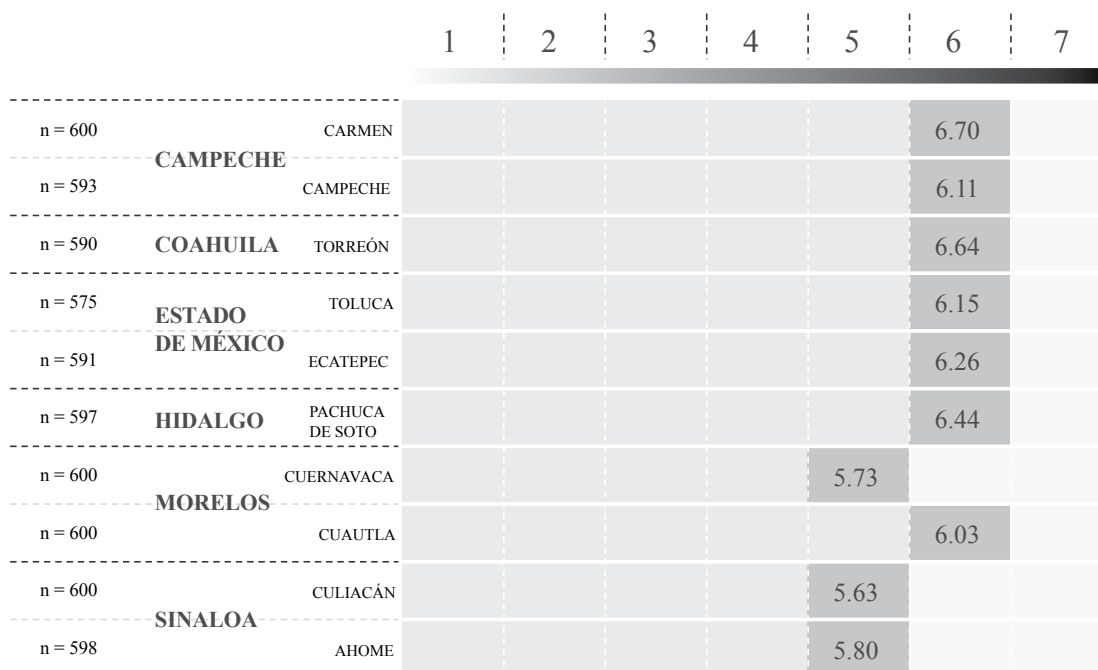 1 2 3 4 5 6 7
n = 600 CARMEN 6.70
CAMPECHE
n = 593 CAMPECHE 6.11
n = 590 COAHUILA TORREÓN 6.64
n = 575 TOLUCA 6.15
ESTADO
DE MÉXICO
n = 591 ECATEPEC 6.26
n = 597 HIDALGO PACHUCA
DE SOTO 6.44
n = 600 CUERNAVACA 5.73
MORELOS
n = 600 CUAUTLA 6.03
n = 600 CULIACÁN 5.63
SINALOA
n = 598 AHOME 5.80